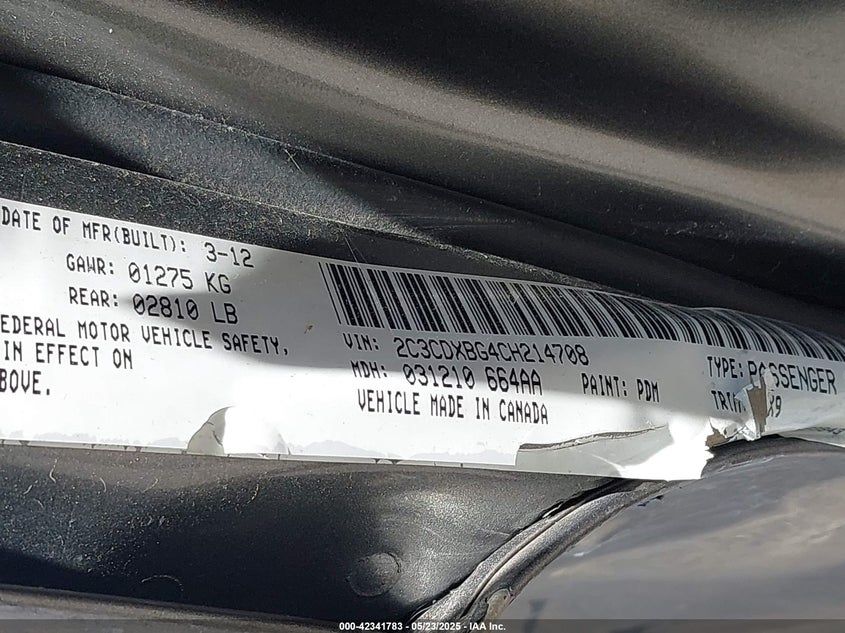 DATE OF MFR(BUILT): 3-12
GAWR: 01275 KG
REAR: 02810 LB
EDERAL MOTOR VEHICLE SAFETY,
IN EFFECT ON
BOVE.
VIN: 2C3CDXBG4CH214708
MDH: 031210 664AA
PAINT: PDM
VEHICLE MADE IN CANADA
TYPE: PASSENGER
000-42341783 - 05/23/2025 - IAA Inc.